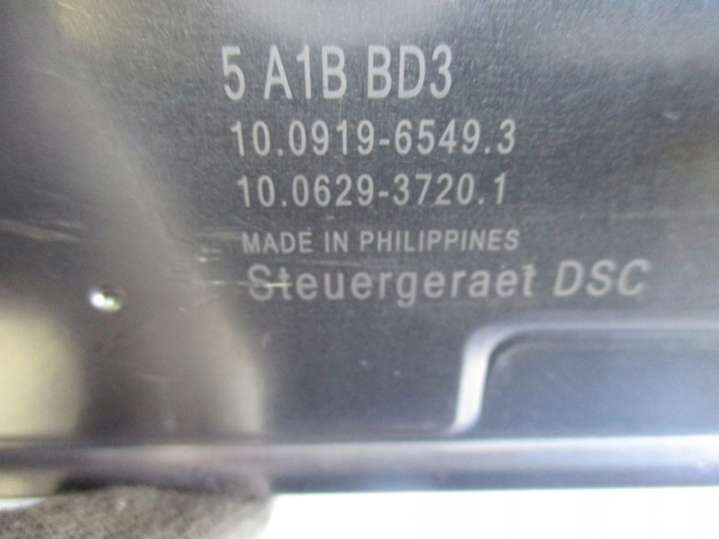 5 A1B BD3
10.0919-6549.3
10.0629-3720.1
MADE IN PHILIPPINES
Steuergeraet DSC